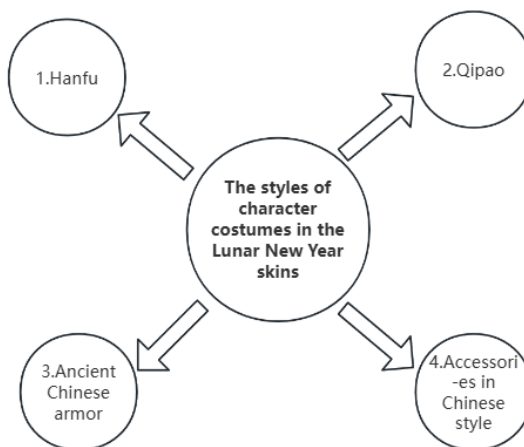 1.Hanfu
2.Qipao
The styles of
character
costumes in the
Lunar New Year
skins
3.Ancient
Chinese
armor
4.Accessori
-es in
Chinese
style